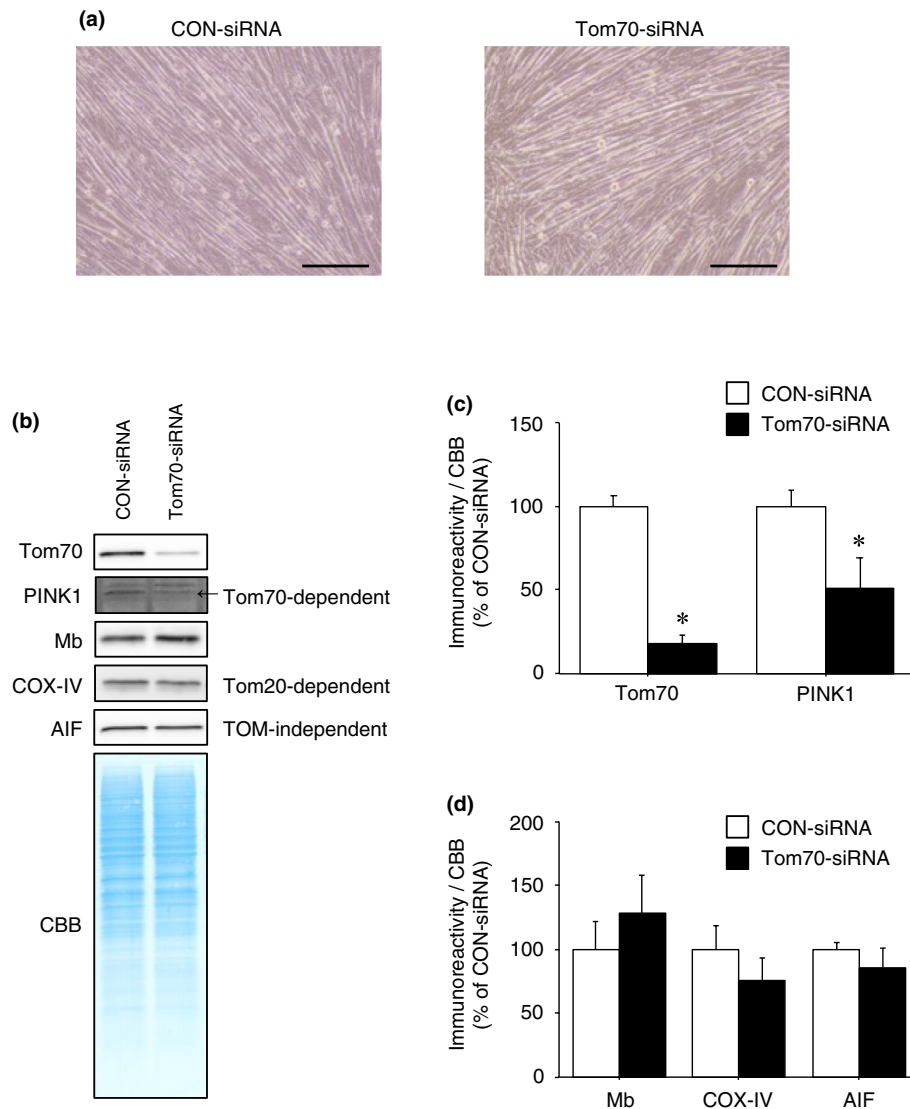 (a)
CON-siRNA
Tom70-siRNA
(b)
CON-siRNA
Tom70-siRNA
Tom70
PINK1
Tom70-dependent
Mb
COX-IV
Tom20-dependent
AIF
TOM-independent
CBB
(c)
CON-siRNA
Tom70-siRNA
Immunoreactivity / CBB
(% of CON-siRNA)
150
100
50
0
*
*
Tom70
PINK1
(d)
CON-siRNA
Tom70-siRNA
Immunoreactivity / CBB
(% of CON-siRNA)
200
150
100
50
0
Mb
COX-IV
AIF